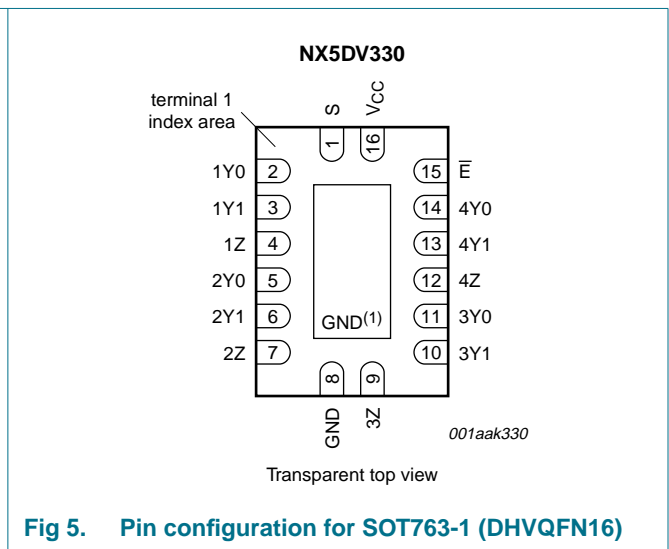 NX5DV330
terminal 1
index area
S
VCC
1
16
1Y0 2
15 E̅
1Y1 3
14 4Y0
1Z 4
13 4Y1
2Y0 5
12 4Z
2Y1 6
11 3Y0
GND(1)
2Z 7
10 3Y1
8
9
GND
3Z
001aak330
Transparent top view
Fig 5. Pin configuration for SOT763-1 (DHVQFN16)